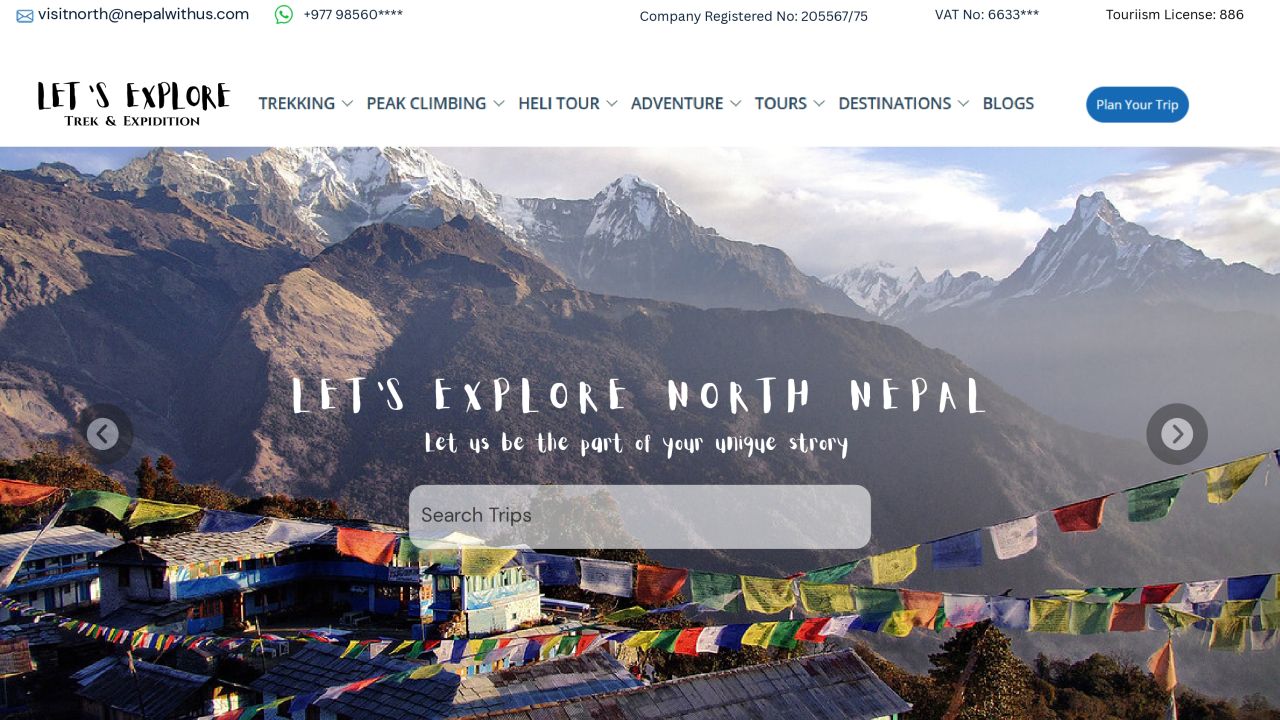 visitnorth@nepalwithus.com
+977 98560****
Company Registered No: 205567/75
VAT No: 6633***
Touriism License: 886
LET'S EXPLORE
TREK & EXPIDITION
TREKKING
PEAK CLIMBING
HELI TOUR
ADVENTURE
TOURS
DESTINATIONS
BLOGS
Plan Your Trip
LET'S EXPLORE NORTH NEPAL
Let us be the part of your unique strory
Search Trips